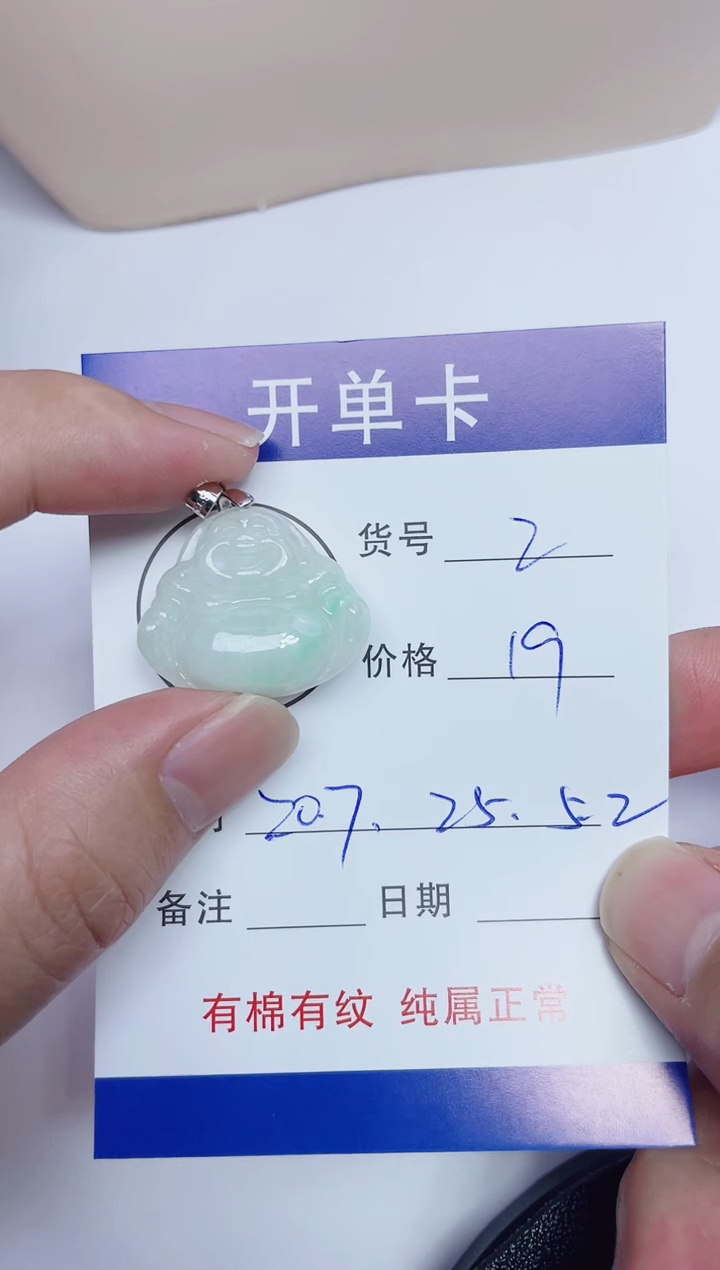 开单卡
货号 2
价格 19
207. 25. 52
备注 日期
有棉有纹 纯属正常